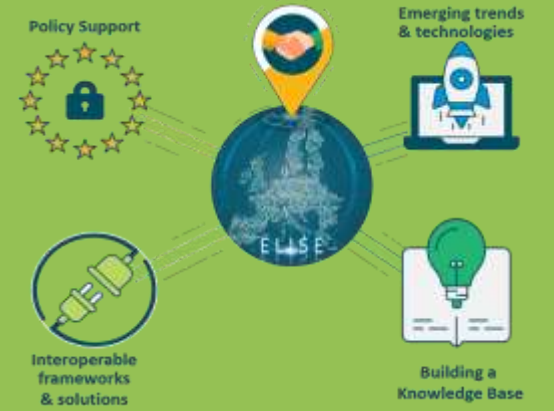 Policy Support
Emerging trends
& technologies
ELISE
Interoperable
frameworks
& solutions
Building a
Knowledge Base